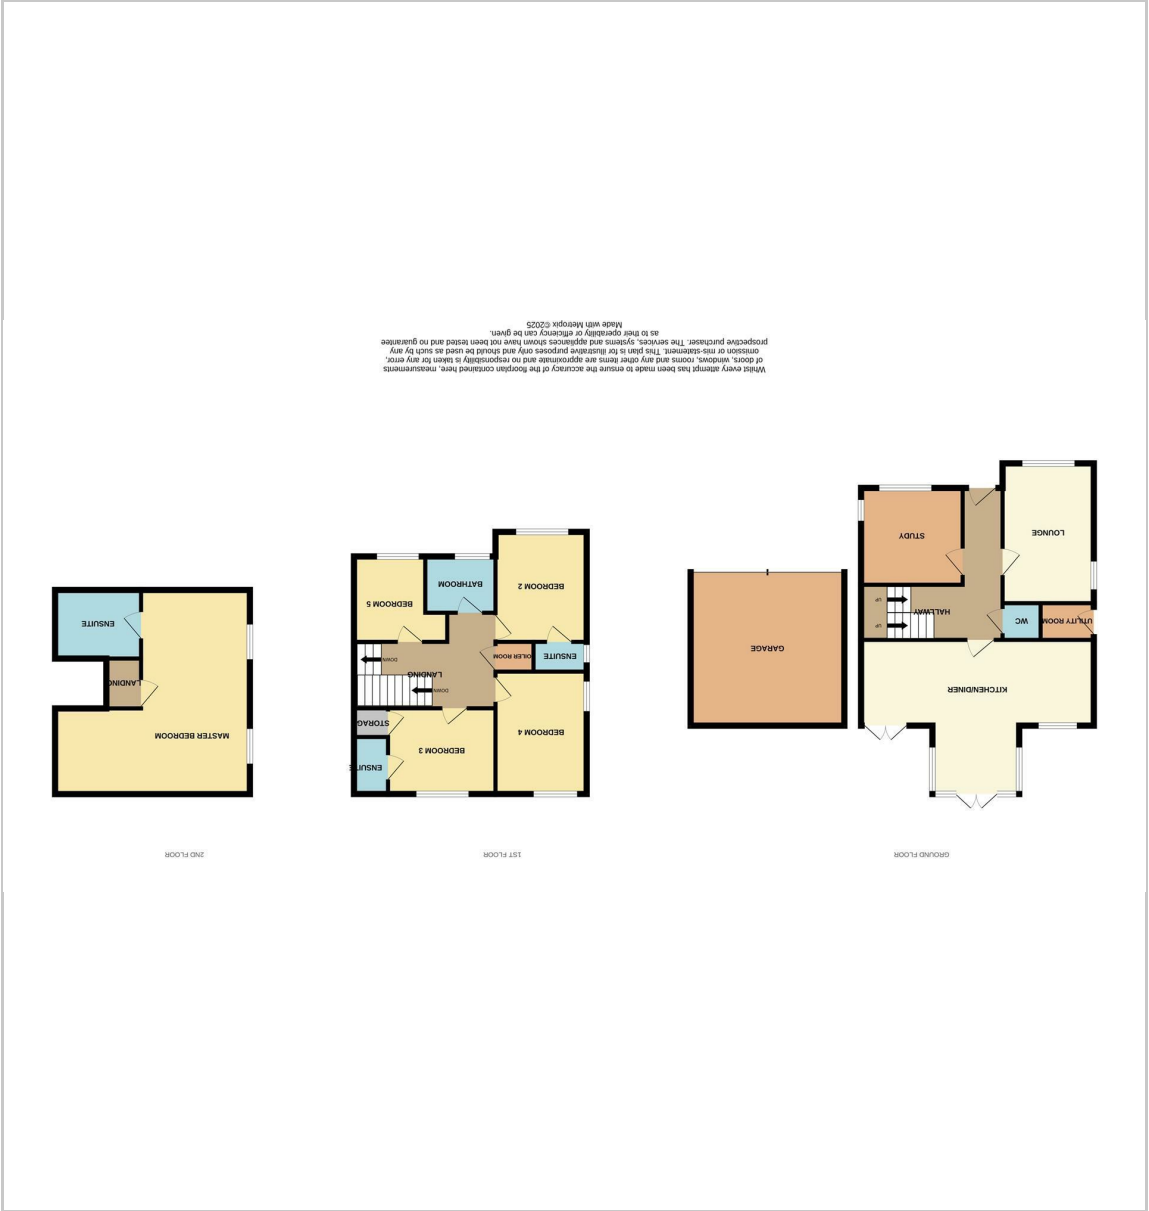 GROUND FLOOR
KITCHEN/DINER
UTILITY ROOM
WC
HALLWAY
UP
UP
LOUNGE
STUDY
GARAGE
1ST FLOOR
BEDROOM 4
BEDROOM 3
ENSUITE
STORAG
DOWN
LANDING
DOWN
ENSUITE
OILER ROOM
BEDROOM 2
BATHROOM
BEDROOM 5
2ND FLOOR
MASTER BEDROOM
LANDING
ENSUITE
Whilst every attempt has been made to ensure the accuracy of the floorplan contained here, measurements
of doors, windows, rooms and any other items are approximate and no responsibility is taken for any error,
omission or mis-statement. This plan is for illustrative purposes only and should be used as such by any
prospective purchaser. The services, systems and appliances shown have not been tested and no guarantee
as to their operability or efficiency can be given.
Made with Metropix ©2025